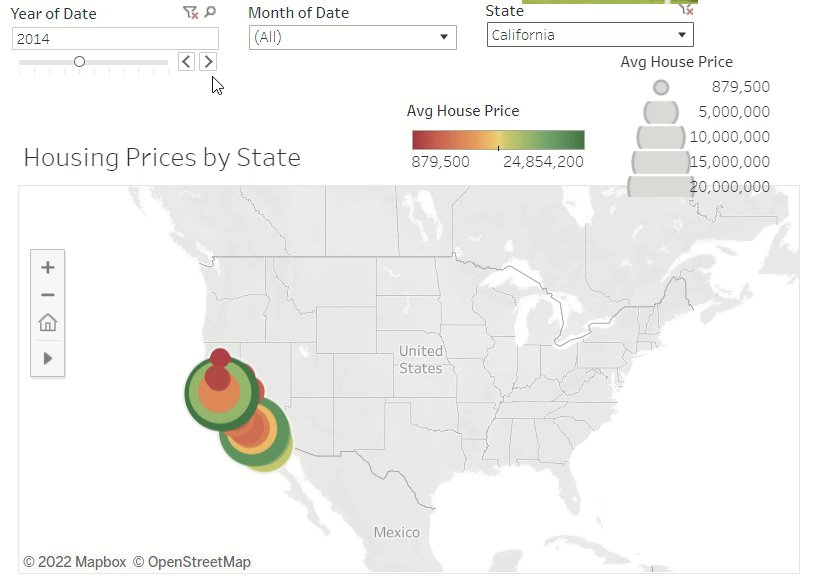 Year of Date
2014
Month of Date
(All)
State
California
Avg House Price
879,500
5,000,000
10,000,000
15,000,000
20,000,000
Avg House Price
879,500 24,854,200
Housing Prices by State
United
States
Mexico
© 2022 Mapbox © OpenStreetMap